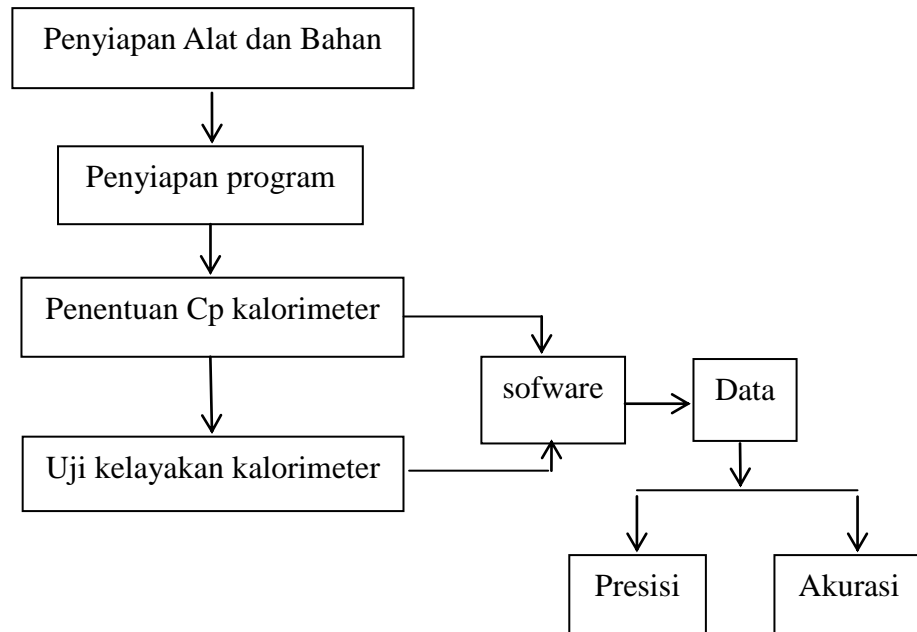 Penyiapan Alat dan Bahan
Penyiapan program
Penentuan Cp kalorimeter
sofware
Data
Uji kelayakan kalorimeter
Presisi
Akurasi